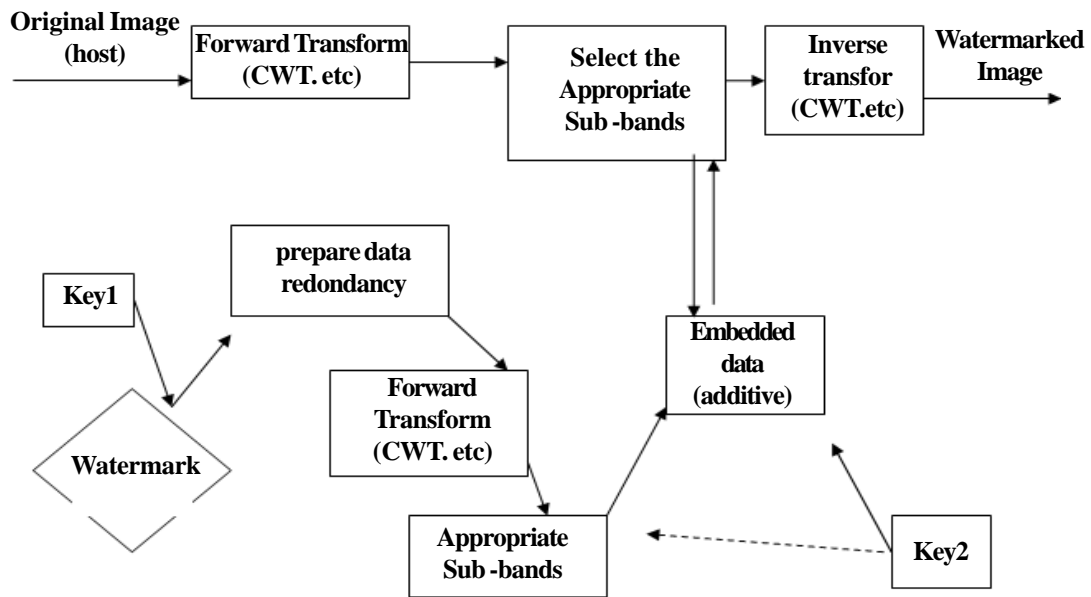 Original Image
(host)
Forward Transform
(CWT. etc)
Select the
Appropriate
Sub -bands
Inverse
transfor
(CWT.etc)
Watermarked
Image
prepare data
redondancy
Key1
Watermark
Forward
Transform
(CWT. etc)
Embedded
data
(additive)
Appropriate
Sub -bands
Key2